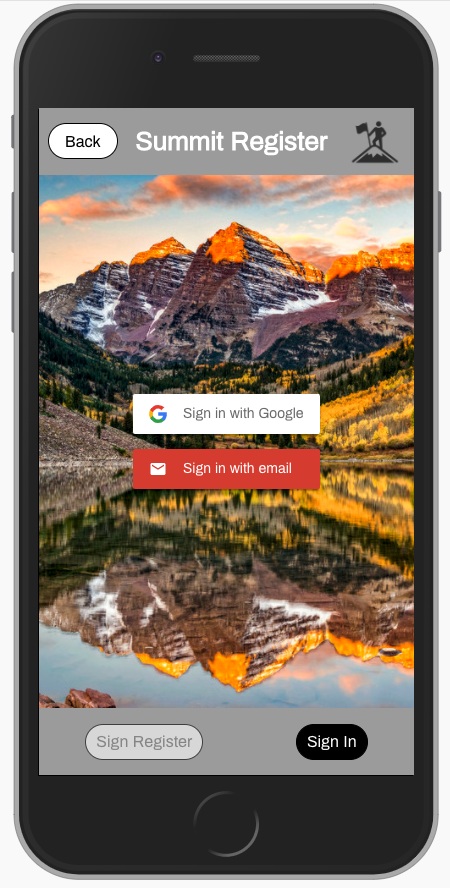 Back
Summit Register
Sign in with Google
Sign in with email
Sign Register
Sign In